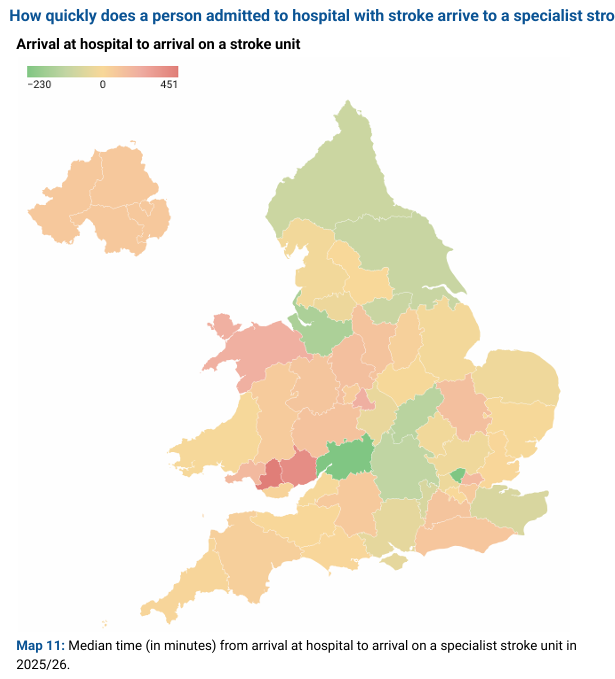 How quickly does a person admitted to hospital with stroke arrive to a specialist stro
Arrival at hospital to arrival on a stroke unit
−230 0 451
Map 11: Median time (in minutes) from arrival at hospital to arrival on a specialist stroke unit in
2025/26.